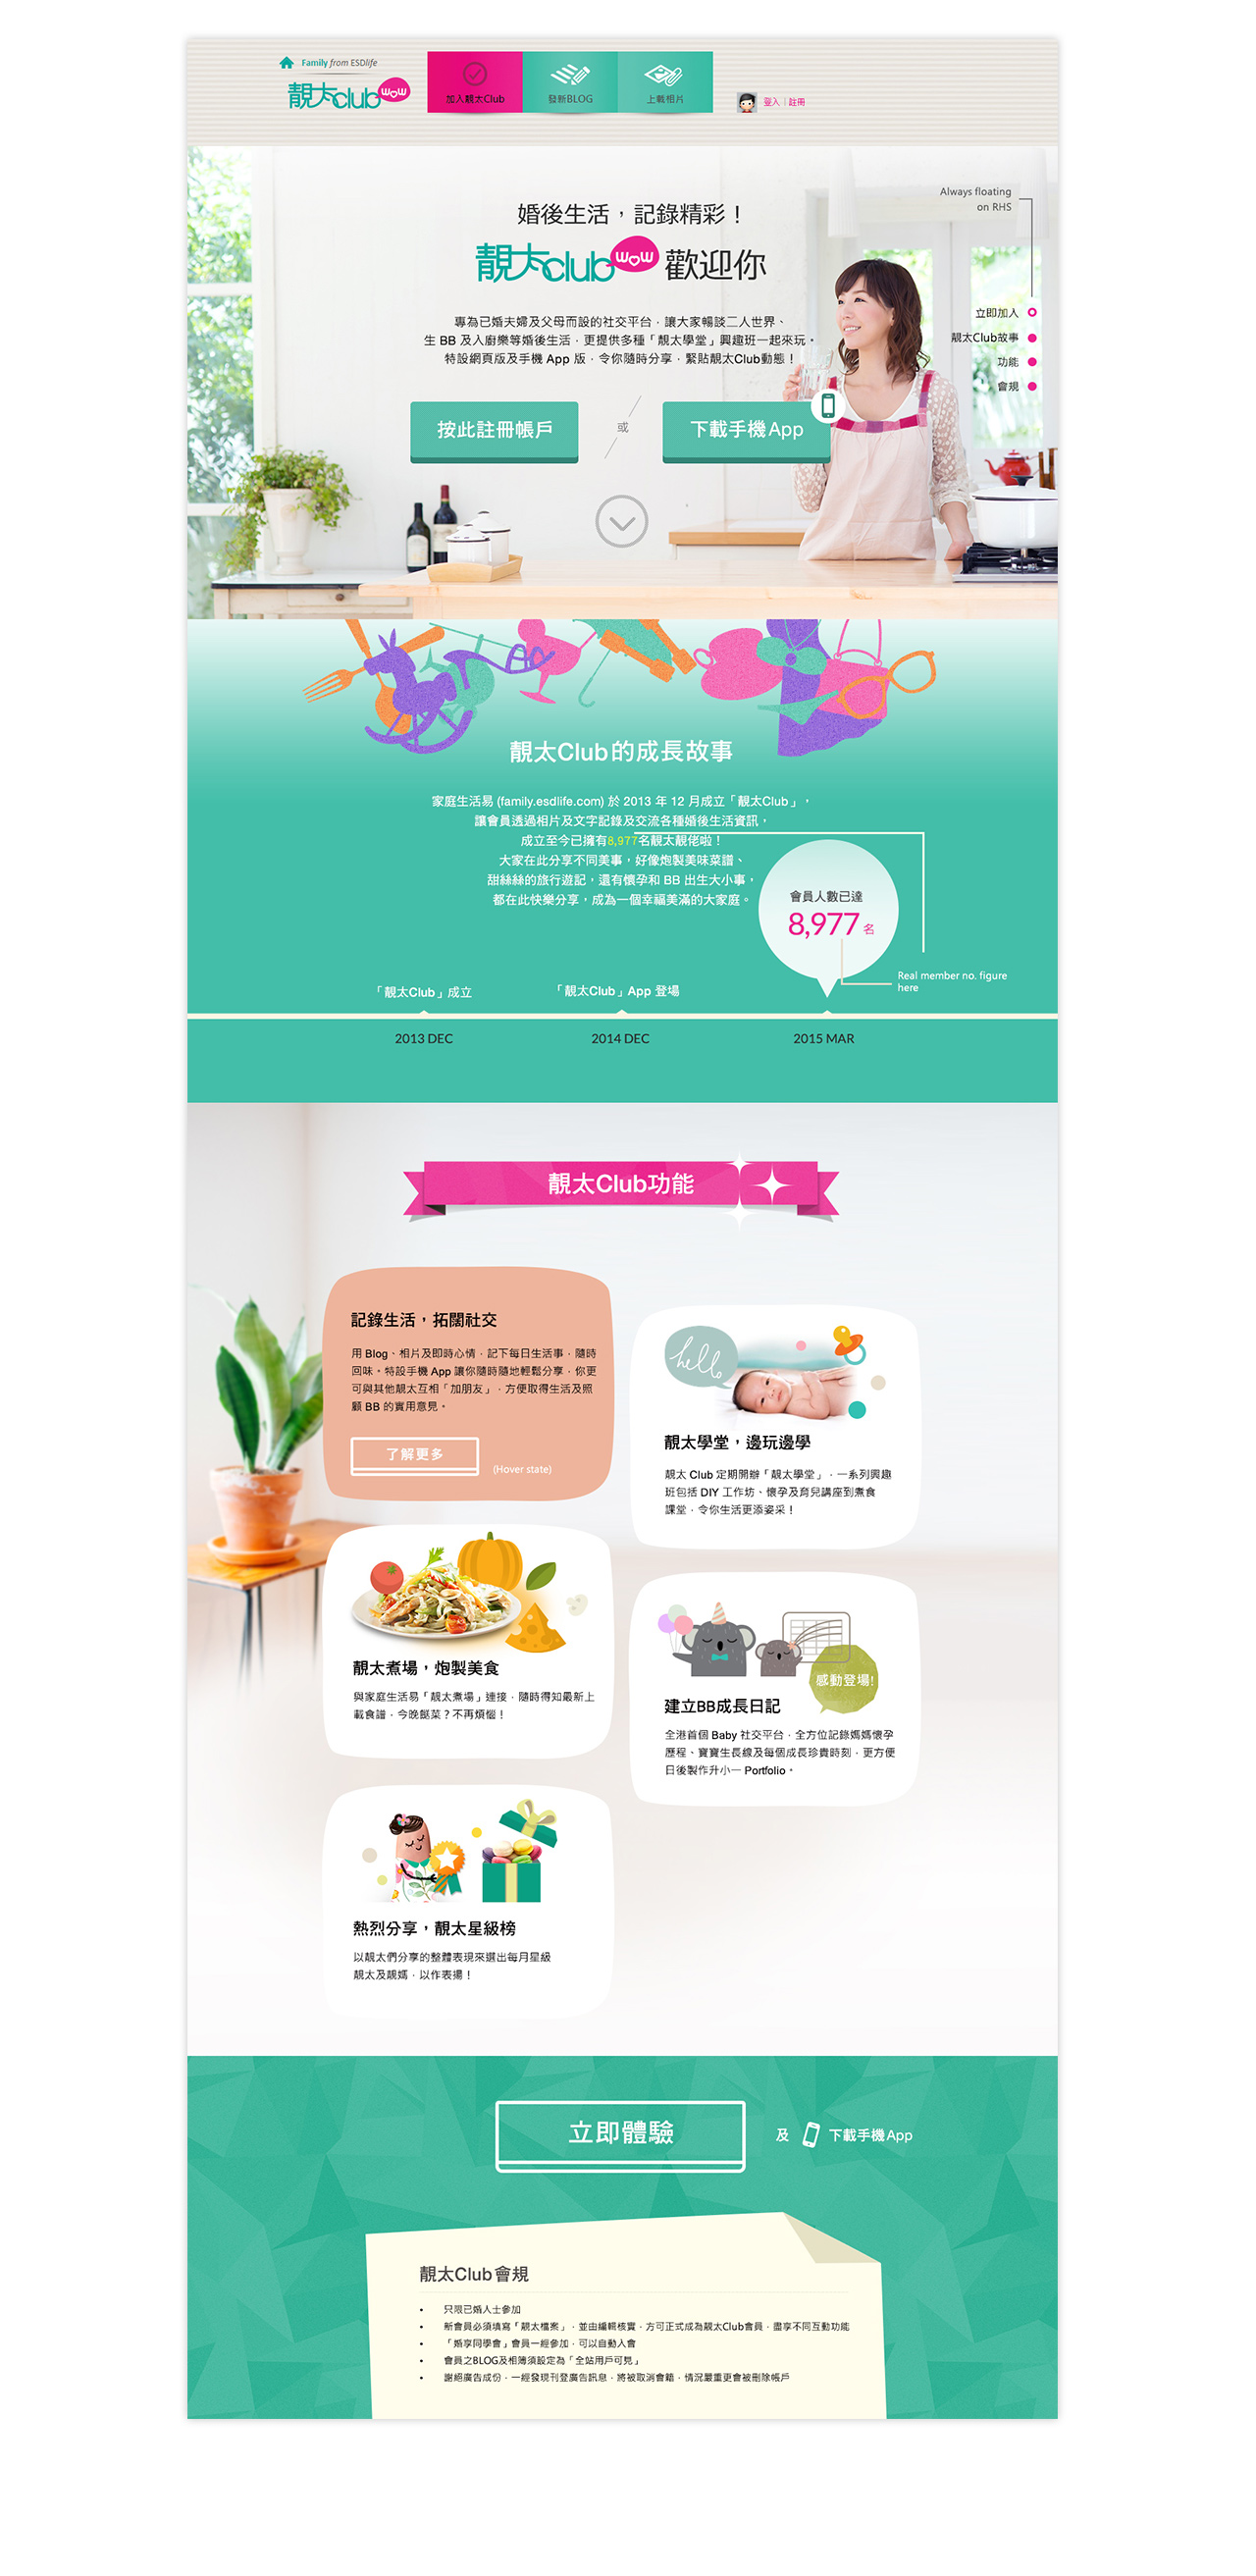 Family from ESDlife
靚太club wow
加入靚太Club
發新BLOG
上載相片
登入 | 註冊
Always floating
on RHS
婚後生活，記錄精彩！
靚太club wow 歡迎你
專為已婚夫婦及父母而設的社交平台，讓大家暢談二人世界、
生 BB 及入廚樂等婚後生活，更提供多種「靚太學堂」興趣班一起來玩。
特設網頁版及手機 App 版，令你隨時分享，緊貼靚太Club動態！
立即加入
靚太Club故事
功能
會規
按此註冊帳戶
或
下載手機App
靚太Club的成長故事
家庭生活易 (family.esdlife.com) 於 2013 年 12 月成立「靚太Club」，
讓會員透過相片及文字記錄及交流各種婚後生活資訊，
成立至今已擁有8,977名靚太靚佬啦！
大家在此分享不同美事，好像炮製美味菜譜、
甜絲絲的旅行遊記，還有懷孕和 BB 出生大小事，
都在此快樂分享，成為一個幸福美滿的大家庭。
會員人數已達
8,977 名
Real member no. figure
here
「靚太Club」成立
「靚太Club」App 登場
2013 DEC
2014 DEC
2015 MAR
靚太Club功能
記錄生活，拓闊社交
用 Blog、相片及即時心情，記下每日生活事，隨時
回味。特設手機 App 讓你隨時隨地輕鬆分享，你更
可與其他靚太互相「加朋友」，方便取得生活及照
顧 BB 的實用意見。
了解更多
(Hover state)
hello
靚太學堂，邊玩邊學
靚太 Club 定期開辦「靚太學堂」，一系列興趣
班包括 DIY 工作坊、懷孕及育兒講座到煮食
課堂，令你生活更添姿采！
靚太煮場，炮製美食
與家庭生活易「靚太煮場」連接，隨時得知最新上
載食譜，今晚餸菜？不再煩惱！
感動登場!
建立BB成長日記
全港首個 Baby 社交平台，全方位記錄媽媽懷孕
歷程、寶寶生長線及每個成長珍貴時刻，更方便
日後製作升小一 Portfolio。
熱烈分享，靚太星級榜
以靚太們分享的整體表現來選出每月星級
靚太及靚媽，以作表揚！
立即體驗
及
下載手機App
靚太Club會規
• 只限已婚人士參加
• 新會員必須填寫「靚太檔案」，並由編輯核實，方可正式成為靚太Club會員，盡享不同互動功能
• 「婚享同學會」會員一經參加，可以自動入會
• 會員之BLOG及相簿須設定為「全站用戶可見」
• 謝絕廣告成份，一經發現刊登廣告訊息，將被取消會籍，情況嚴重更會被刪除帳戶